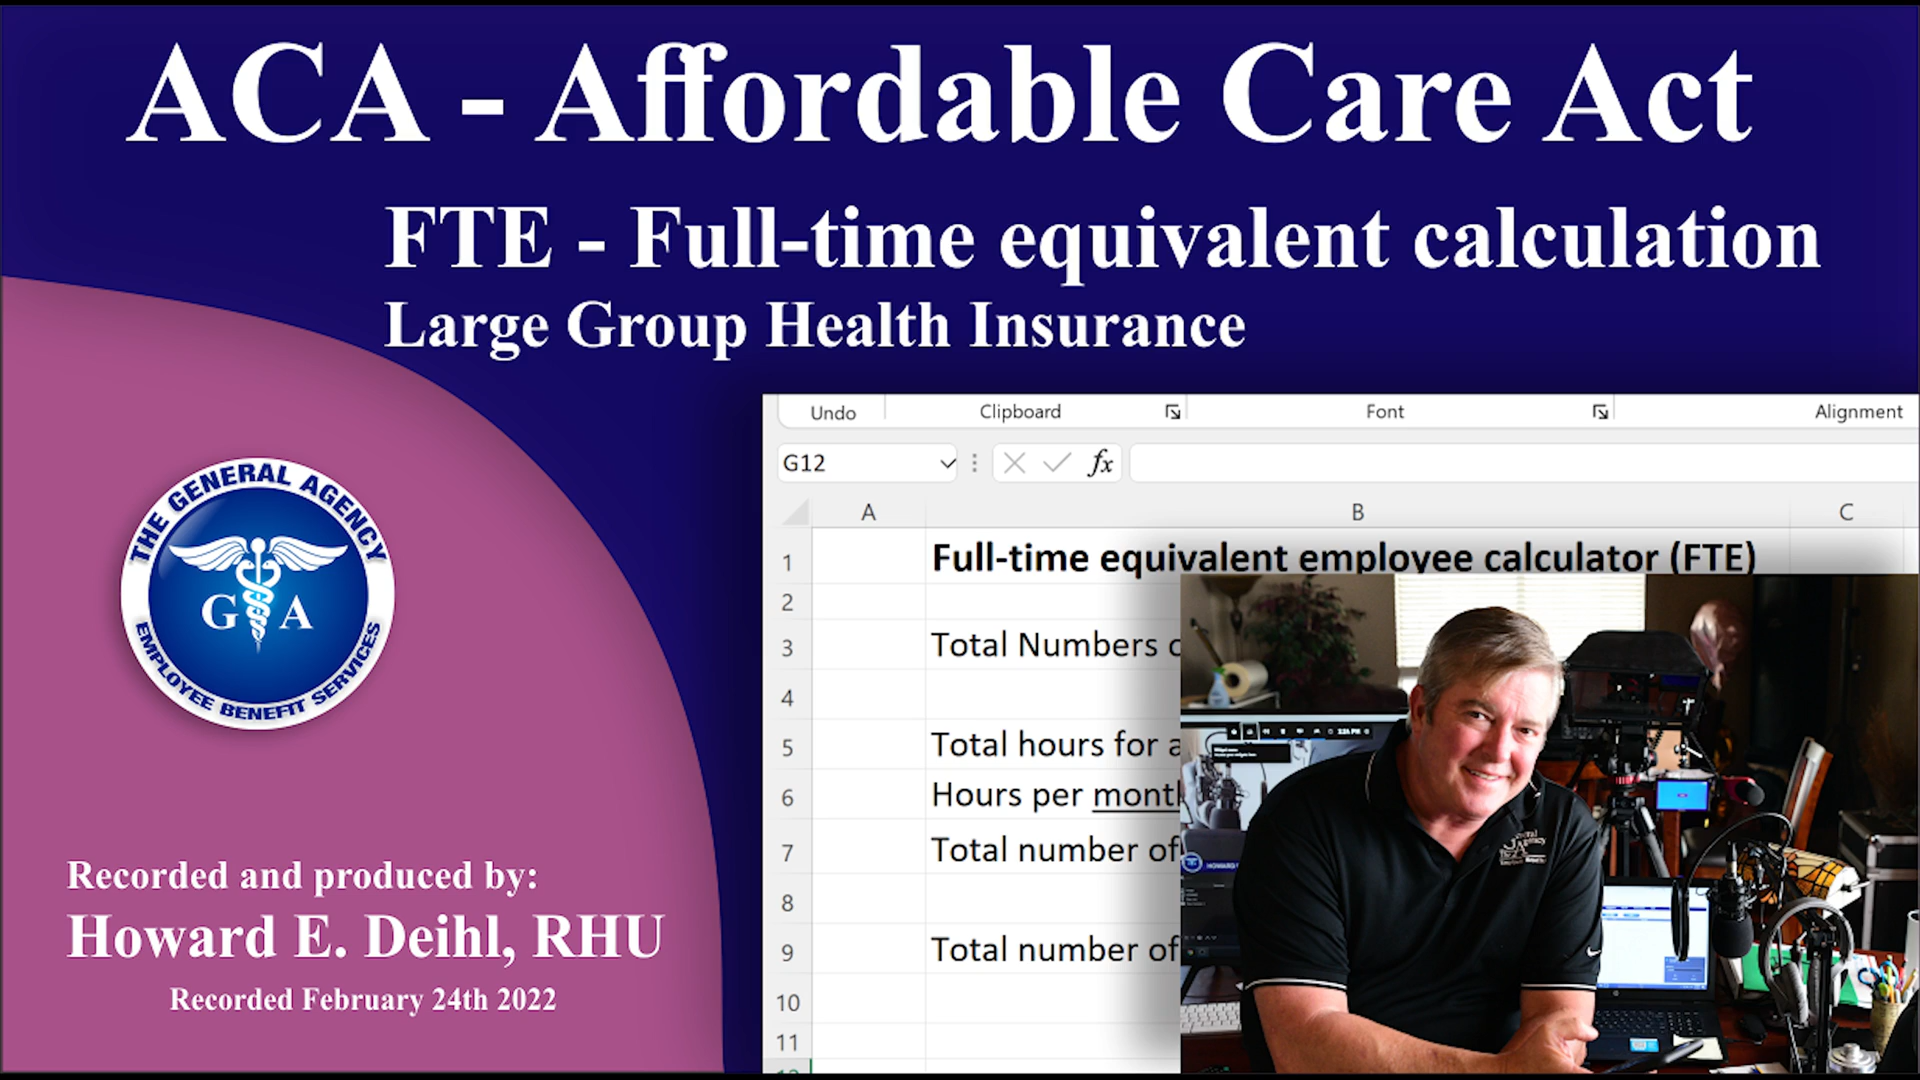 ACA - Affordable Care Act
FTE - Full-time equivalent calculation
Large Group Health Insurance
THE GENERAL AGENCY
G A
EMPLOYEE BENEFIT SERVICES
Recorded and produced by:
Howard E. Deihl, RHU
Recorded February 24th 2022
Undo Clipboard Font Alignment
G12 fx
A B C
1 Full-time equivalent employee calculator (FTE)
2
3 Total Numbers
4
5 Total hours for
6 Hours per
7 Total number of
8
9 Total number of
10
11